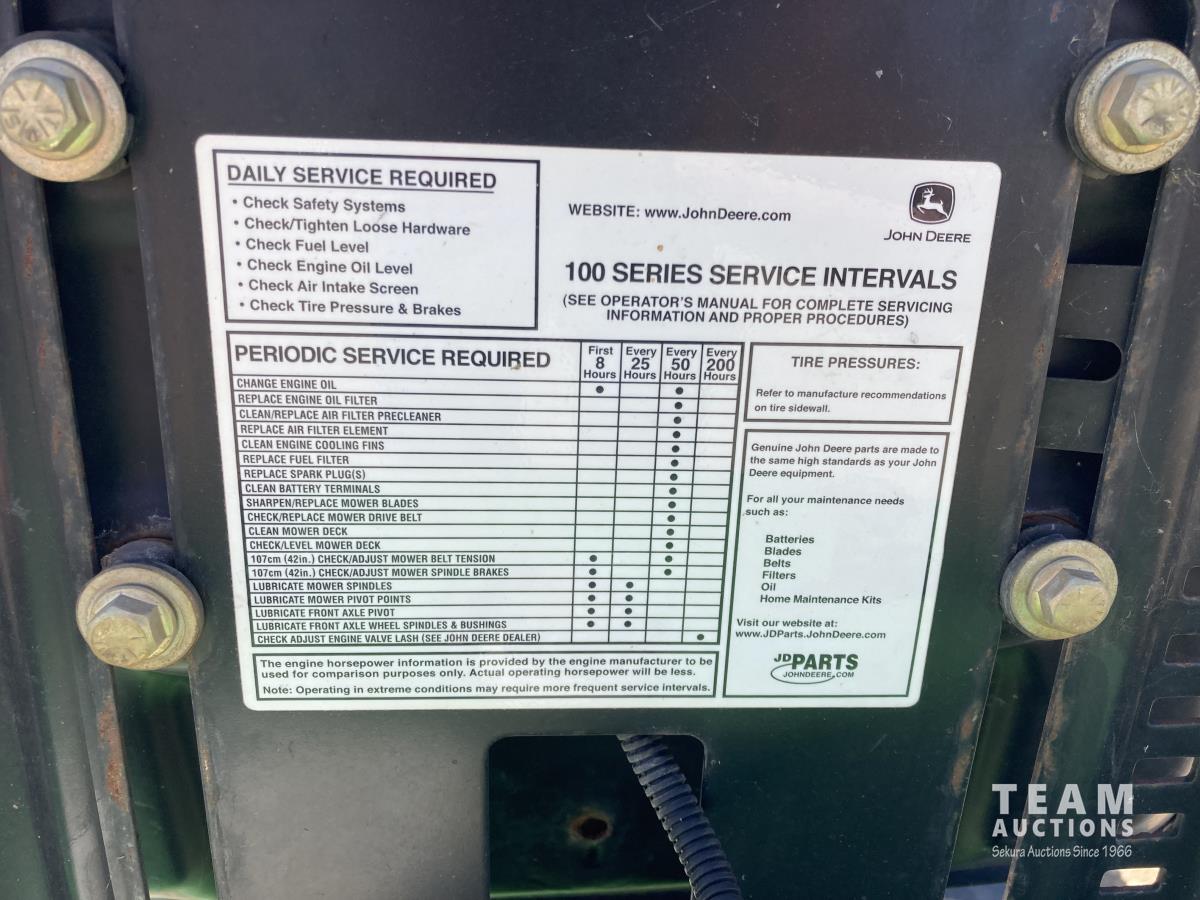 DAILY SERVICE REQUIRED
• Check Safety Systems
• Check/Tighten Loose Hardware
• Check Fuel Level
• Check Engine Oil Level
• Check Air Intake Screen
• Check Tire Pressure & Brakes
WEBSITE: www.JohnDeere.com
JOHN DEERE
100 SERIES SERVICE INTERVALS
(SEE OPERATOR'S MANUAL FOR COMPLETE SERVICING
INFORMATION AND PROPER PROCEDURES)
PERIODIC SERVICE REQUIRED
First 8 Hours
Every 25 Hours
Every 50 Hours
Every 200 Hours
CHANGE ENGINE OIL • •
REPLACE ENGINE OIL FILTER •
CLEAN/REPLACE AIR FILTER PRECLEANER •
REPLACE AIR FILTER ELEMENT •
CLEAN ENGINE COOLING FINS •
REPLACE FUEL FILTER •
REPLACE SPARK PLUG(S) •
CLEAN BATTERY TERMINALS •
SHARPEN/REPLACE MOWER BLADES •
CHECK/REPLACE MOWER DRIVE BELT •
CLEAN MOWER DECK •
CHECK/LEVEL MOWER DECK •
107cm (42in.) CHECK/ADJUST MOWER BELT TENSION • •
107cm (42in.) CHECK/ADJUST MOWER SPINDLE BRAKES • •
LUBRICATE MOWER SPINDLES • •
LUBRICATE MOWER PIVOT POINTS • •
LUBRICATE FRONT AXLE PIVOT • •
LUBRICATE FRONT AXLE WHEEL SPINDLES & BUSHINGS • •
CHECK ADJUST ENGINE VALVE LASH (SEE JOHN DEERE DEALER) •
The engine horsepower information is provided by the engine manufacturer to be
used for comparison purposes only. Actual operating horsepower will be less.
Note: Operating in extreme conditions may require more frequent service intervals.
TIRE PRESSURES:
Refer to manufacture recommendations
on tire sidewall.
Genuine John Deere parts are made to
the same high standards as your John
Deere equipment.
For all your maintenance needs
such as:
Batteries
Blades
Belts
Filters
Oil
Home Maintenance Kits
Visit our website at:
www.JDParts.JohnDeere.com
JDPARTS
JOHNDEERE.COM
TEAM
AUCTIONS
Sekura Auctions Since 1966